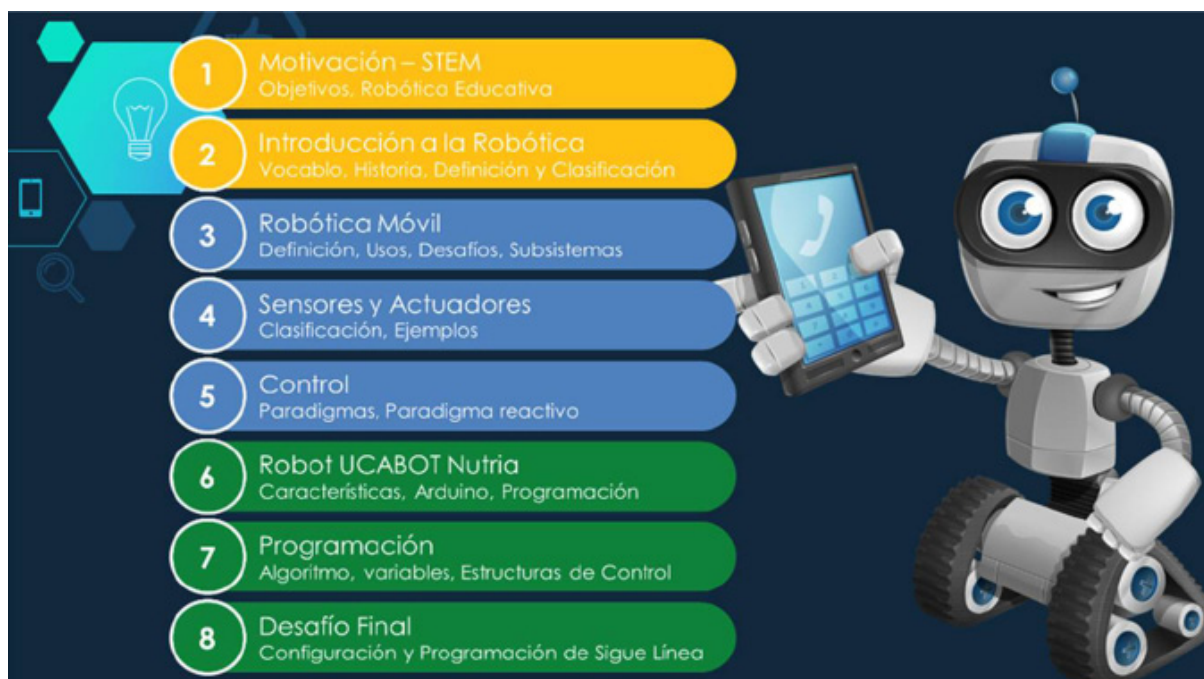 1
Motivación – STEM
Objetivos, Robótica Educativa
2
Introducción a la Robótica
Vocablo, Historia, Definición y Clasificación
3
Robótica Móvil
Definición, Usos, Desafíos, Subsistemas
4
Sensores y Actuadores
Clasificación, Ejemplos
5
Control
Paradigmas, Paradigma reactivo
6
Robot UCABOT Nutria
Características, Arduino, Programación
7
Programación
Algoritmo, variables, Estructuras de Control
8
Desafío Final
Configuración y Programación de Sigue Línea